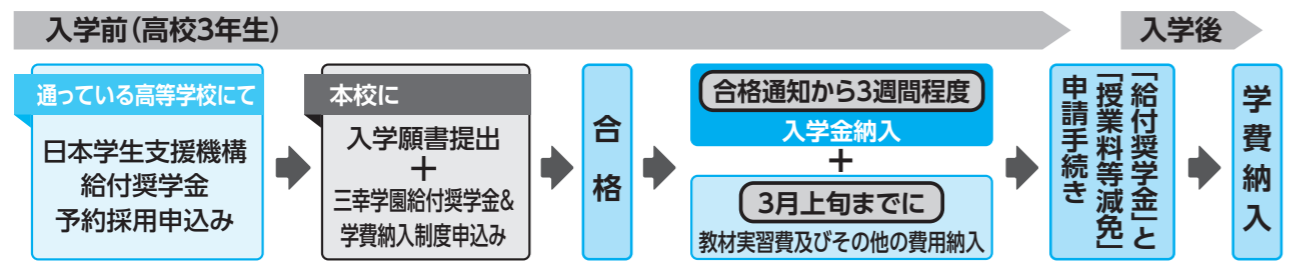 入学前（高校3年生）
入学後
通っている高等学校にて
日本学生支援機構
給付奨学金
予約採用申込み
本校に
入学願書提出
＋
三幸学園給付奨学金&
学費納入制度申込み
合格
合格通知から3週間程度
入学金納入
＋
3月上旬までに
教材実習費及びその他の費用納入
「給付奨学金」と
「授業料等減免」
申請手続き
学費納入